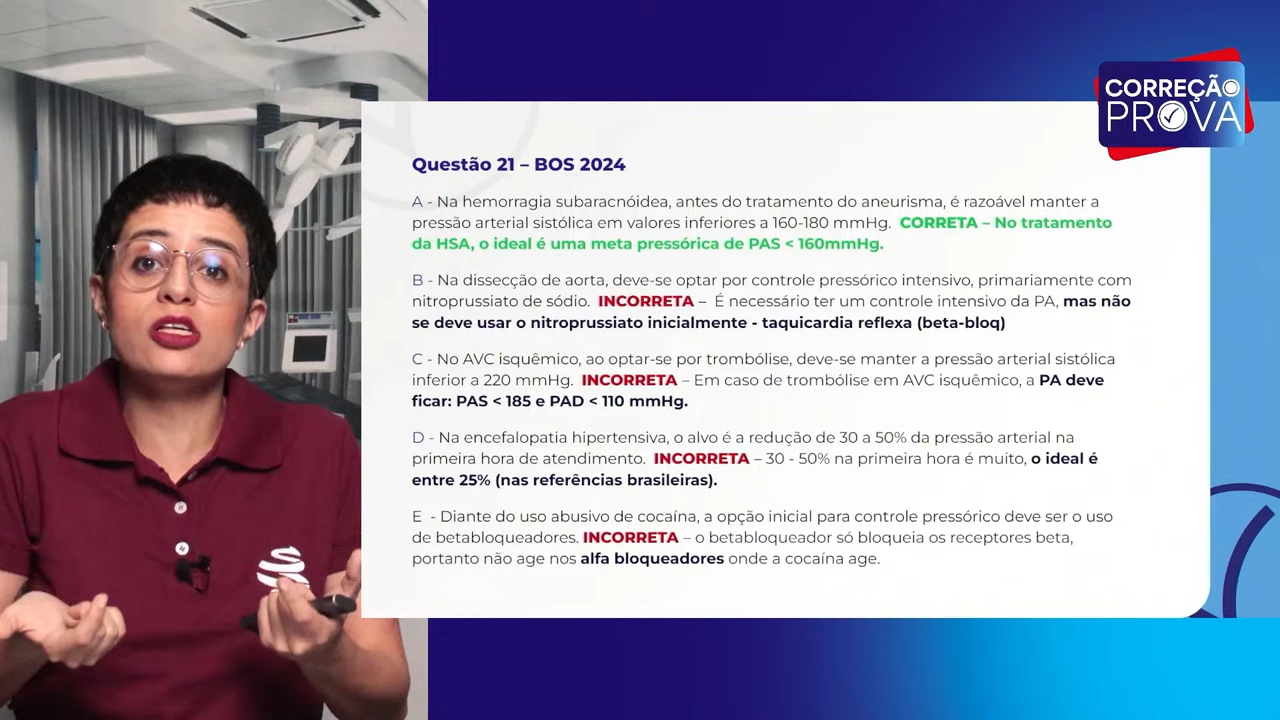 CORREÇÃO
PROVA
Questão 21 – BOS 2024
A - Na hemorragia subaracnóidea, antes do tratamento do aneurisma, é razoável manter a
pressão arterial sistólica em valores inferiores a 160-180 mmHg. CORRETA – No tratamento
da HSA, o ideal é uma meta pressórica de PAS < 160mmHg.
B - Na dissecção de aorta, deve-se optar por controle pressórico intensivo, primariamente com
nitroprussiato de sódio. INCORRETA – É necessário ter um controle intensivo da PA, mas não
se deve usar o nitroprussiato inicialmente - taquicardia reflexa (beta-bloq)
C - No AVC isquêmico, ao optar-se por trombólise, deve-se manter a pressão arterial sistólica
inferior a 220 mmHg. INCORRETA – Em caso de trombólise em AVC isquêmico, a PA deve
ficar: PAS < 185 e PAD < 110 mmHg.
D - Na encefalopatia hipertensiva, o alvo é a redução de 30 a 50% da pressão arterial na
primeira hora de atendimento. INCORRETA – 30 - 50% na primeira hora é muito, o ideal é
entre 25% (nas referências brasileiras).
E - Diante do uso abusivo de cocaína, a opção inicial para controle pressórico deve ser o uso
de betabloqueadores. INCORRETA – o betabloqueador só bloqueia os receptores beta,
portanto não age nos alfa bloqueadores onde a cocaína age.